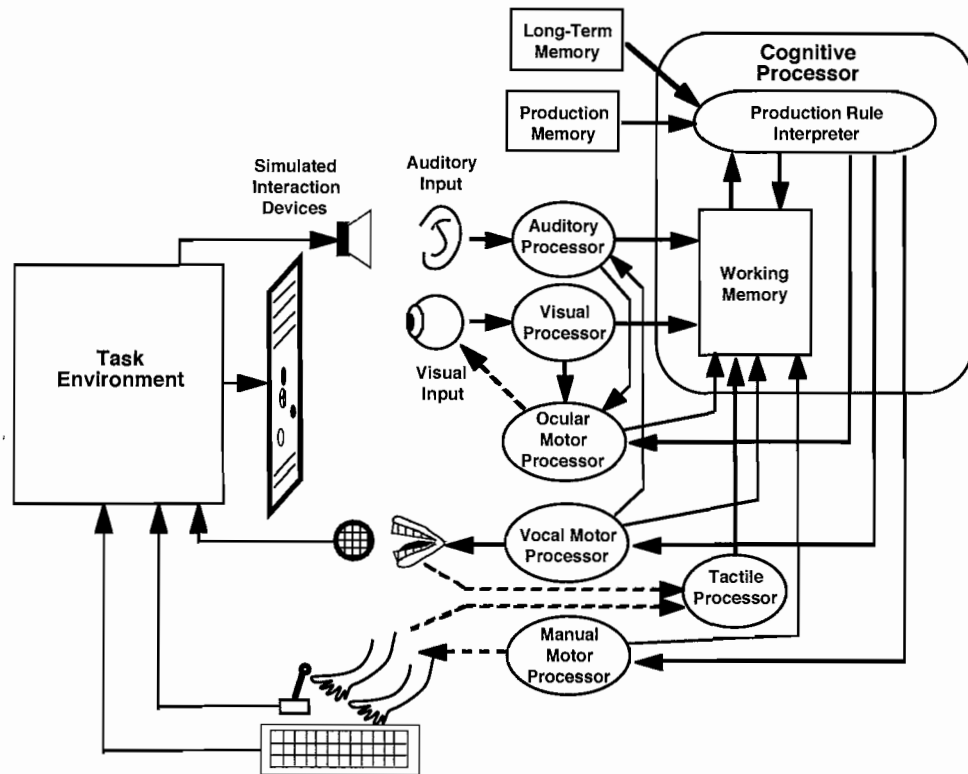 Long-Term
Memory
Cognitive
Processor
Production
Memory
Production Rule
Interpreter
Simulated
Interaction
Devices
Auditory
Input
Auditory
Processor
Working
Memory
Visual
Processor
Task
Environment
Visual
Input
Ocular
Motor
Processor
Vocal Motor
Processor
Tactile
Processor
Manual
Motor
Processor